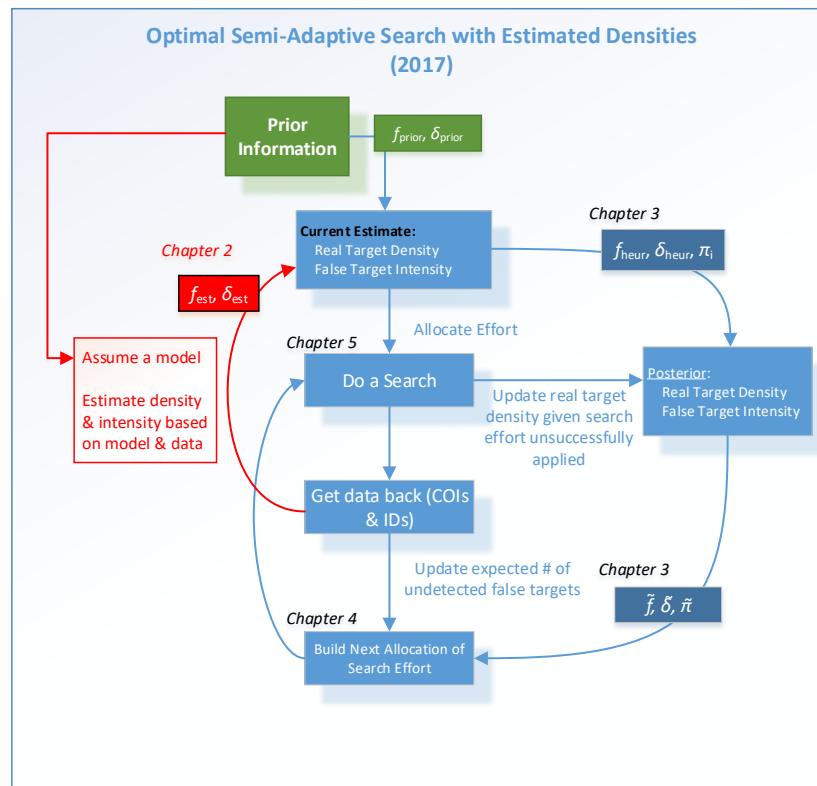 Optimal Semi-Adaptive Search with Estimated Densities
(2017)
Prior
Information
fprior, δprior
Chapter 3
Current Estimate:
Real Target Density
False Target Intensity
fheur, δheur, πi
Chapter 2
fest, δest
Allocate Effort
Chapter 5
Assume a model
Estimate density
& intensity based
on model & data
Do a Search
Update real target
density given search
effort unsuccessfully
applied
Posterior:
Real Target Density
False Target Intensity
Get data back (COIs
& IDs)
Update expected # of
undetected false targets
Chapter 3
f̃, δ̃, π̃
Chapter 4
Build Next Allocation of
Search Effort